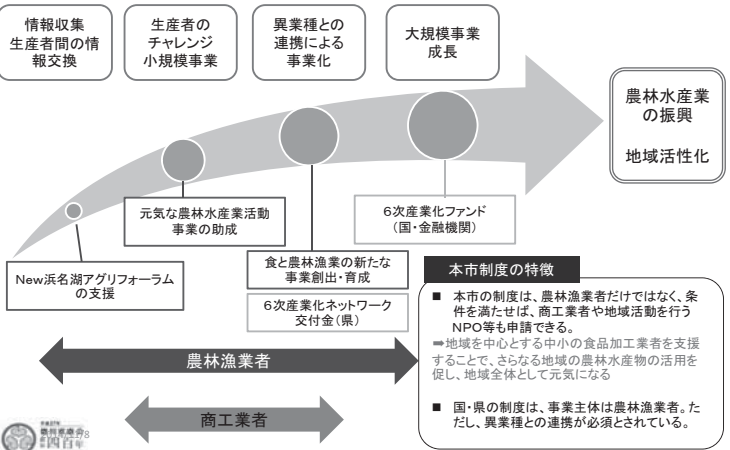 情報収集
生産者間の情
報交換
生産者の
チャレンジ
小規模事業
異業種との
連携による
事業化
大規模事業
成長
農林水産業
の振興
地域活性化
元気な農林水産業活動
事業の助成
6次産業化ファンド
(国・金融機関)
New浜名湖アグリフォーラム
の支援
食と農林漁業の新たな
事業創出・育成
6次産業化ネットワーク
交付金(県)
本市制度の特徴
■ 本市の制度は、農林漁業者だけではなく、条
件を満たせば、商工業者や地域活動を行う
NPO等も申請できる。
➡地域を中心とする中小の食品加工業者を支援
することで、さらなる地域の農林水産物の活用を
促し、地域全体として元気になる
■ 国・県の制度は、事業主体は農林漁業者。た
だし、異業種との連携が必須とされている。
農林漁業者
商工業者
四百年